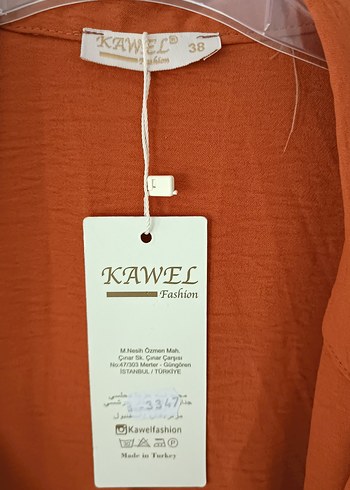 KAWEL®
Fashion
38
L
KAWEL
Fashion
M.Nesih Özmen Mah.
Çınar Sk. Çınar Çarşısı
No:47/303 Merter - Güngören
İSTANBUL / TÜRKİYE
3347
Kawelfashion
Made in Turkey